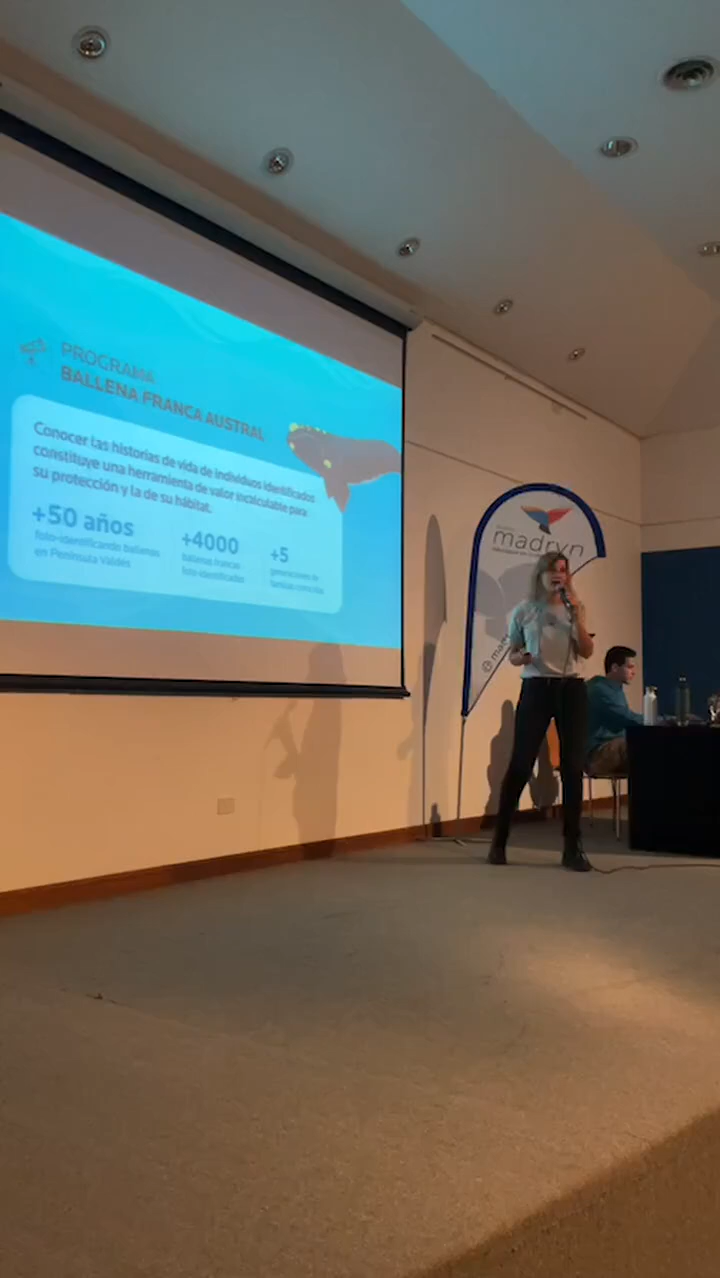 PROGRAMA
BALLENA FRANCA AUSTRAL
Conocer las historias de vida de individuos identificados
constituye una herramienta de valor incalculable para
su protección y la de su hábitat.
+50 años
foto-identificando ballenas
en Península Valdés
+4000
ballenas francas
foto-identificadas
+5
generaciones de
madryn